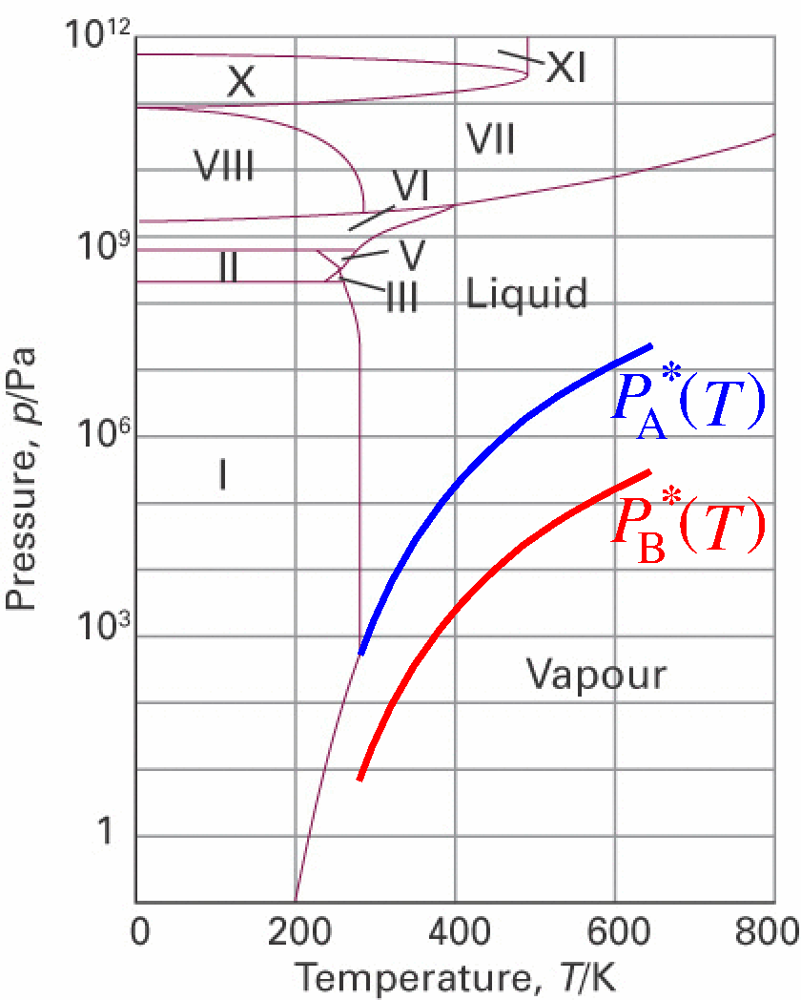 10¹²
XI
X
VII
VIII
VI
10⁹
V
II
III
Liquid
P_A*(T)
10⁶
I
P_B*(T)
10³
Vapour
1
Pressure, p/Pa
0 200 400 600 800
Temperature, T/K